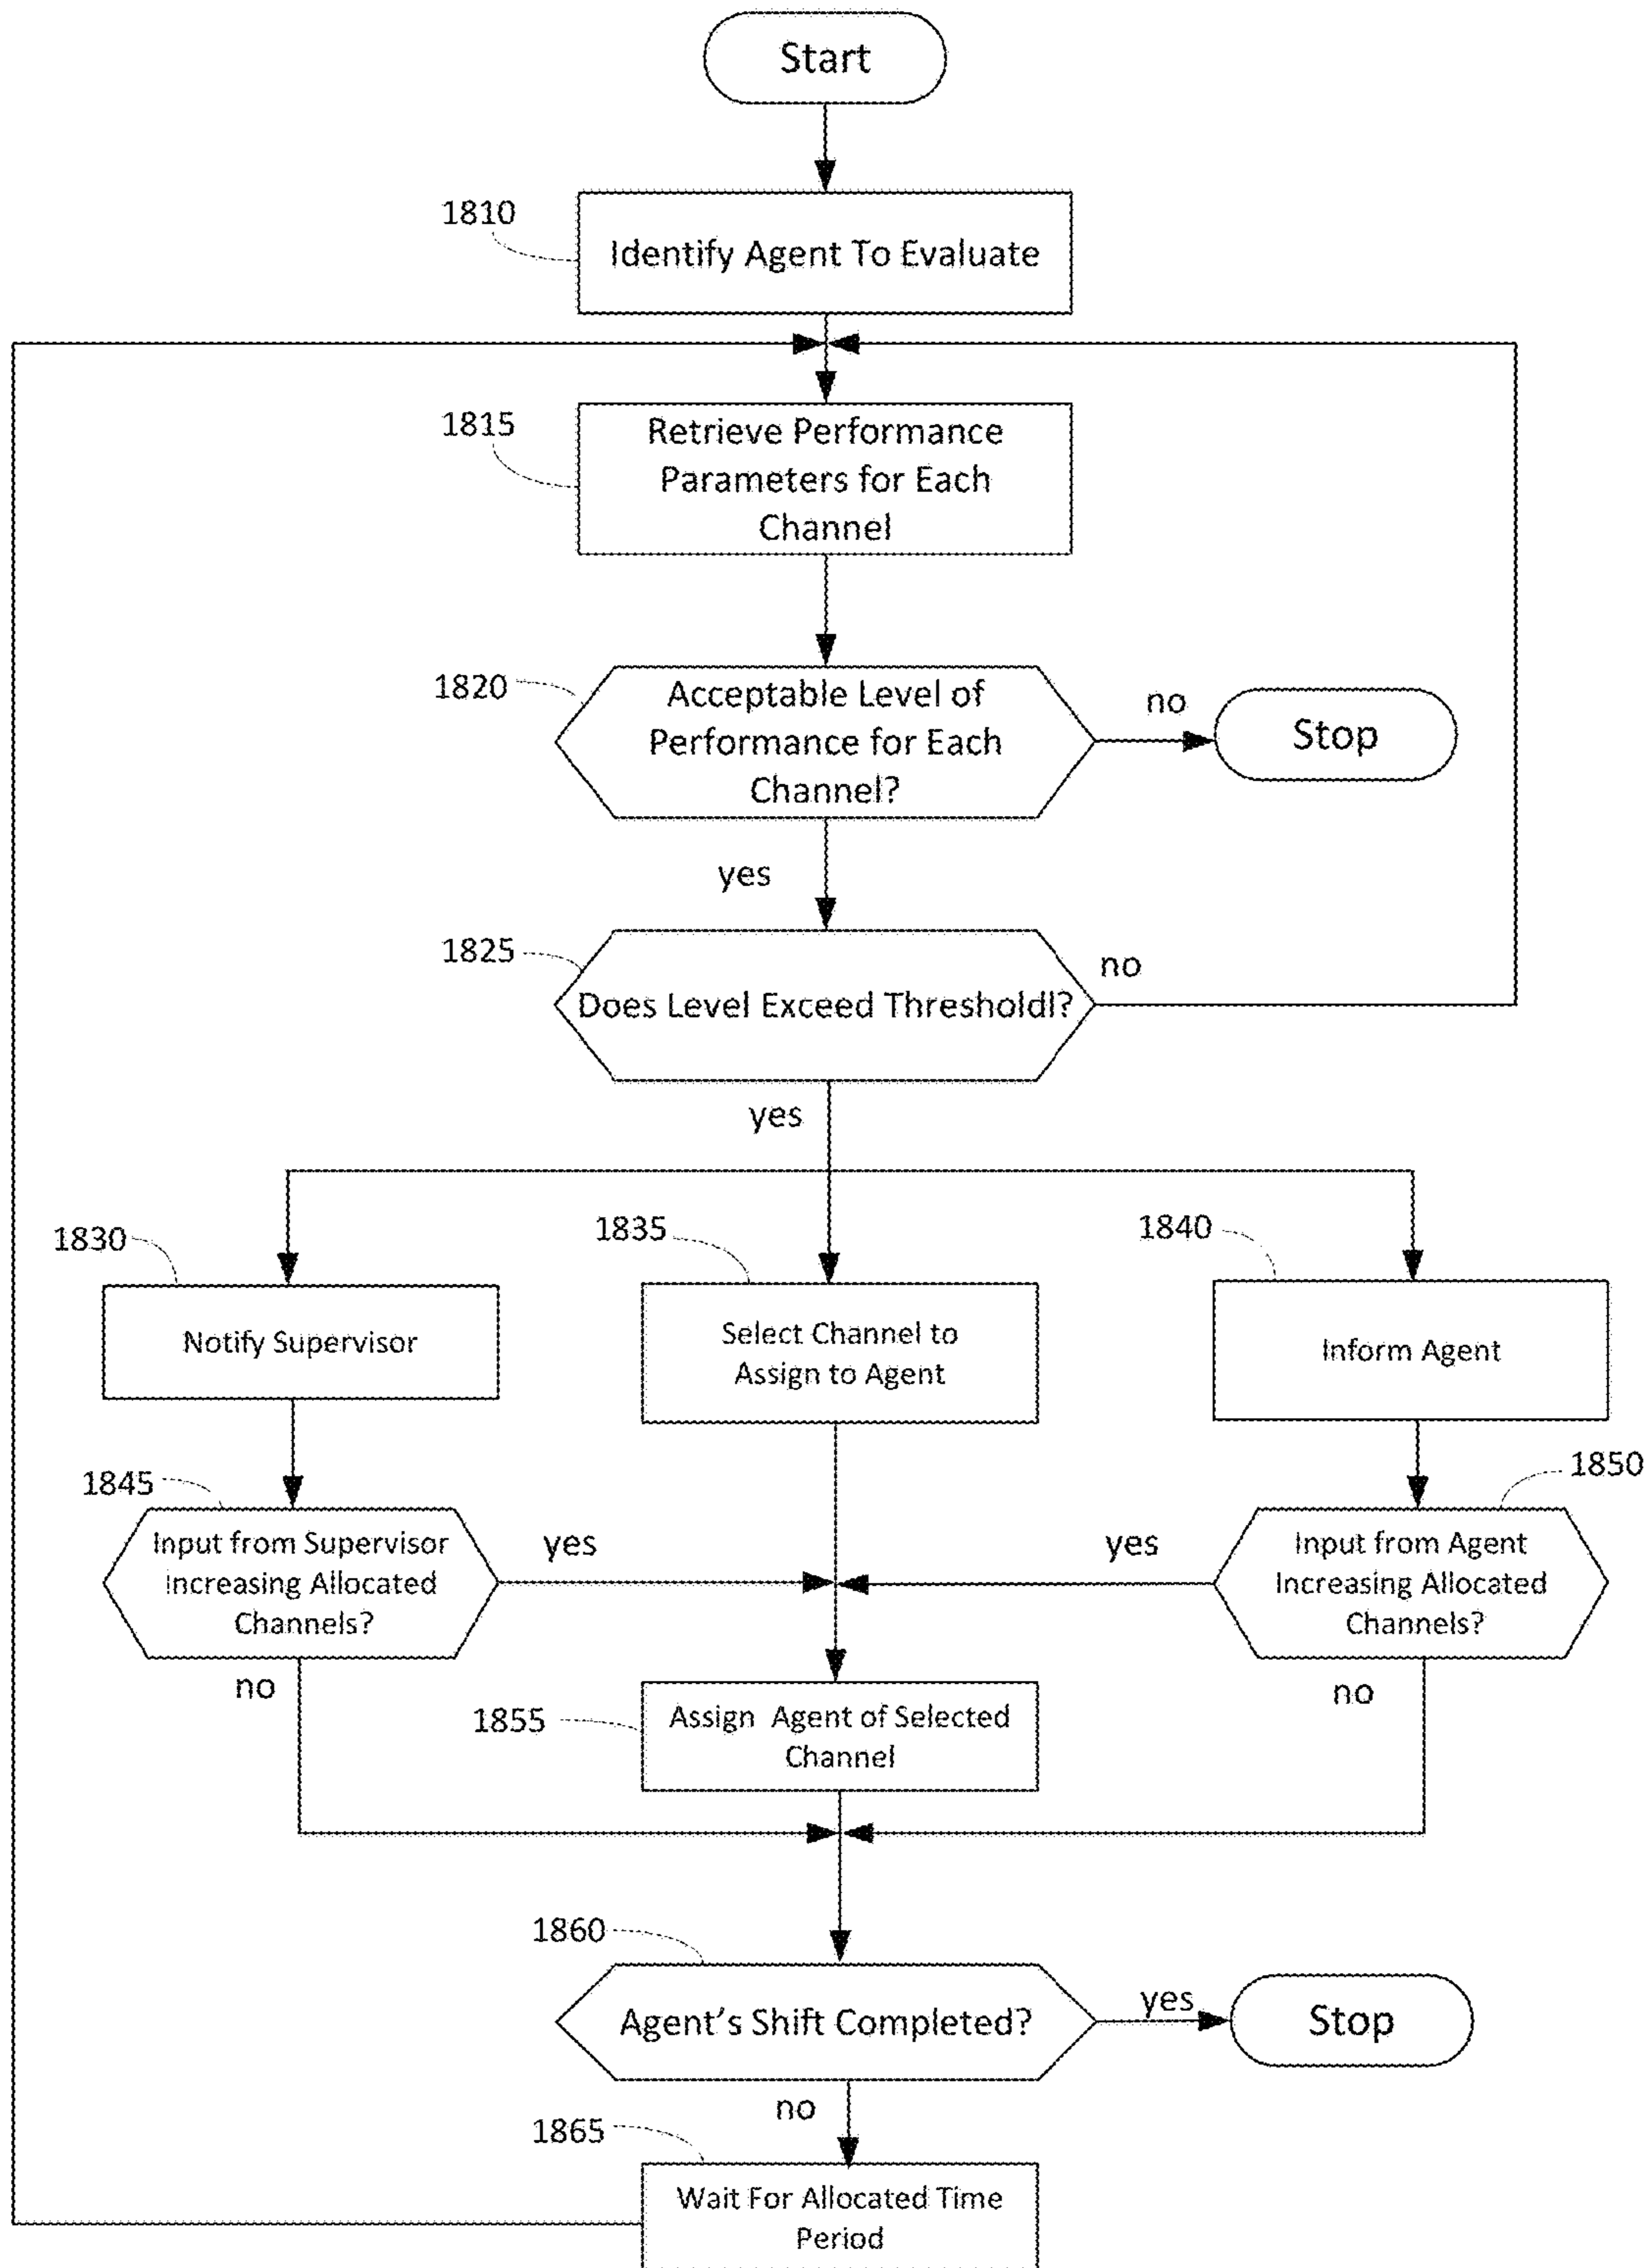 Start
1810
Identify Agent To Evaluate
1815
Retrieve Performance
Parameters for Each
Channel
1820
Acceptable Level of
Performance for Each
Channel?
no
Stop
yes
1825
no
Does Level Exceed Thresholdl?
yes
1830
1835
1840
Notify Supervisor
Select Channel to
Assign to Agent
Inform Agent
1845
1850
Input from Supervisor
Increasing Allocated
Channels?
yes
yes
Input from Agent
Increasing Allocated
Channels?
no
no
1855
Assign Agent of Selected
Channel
1860
Agent's Shift Completed?
yes
Stop
no
1865
Wait For Allocated Time
Period